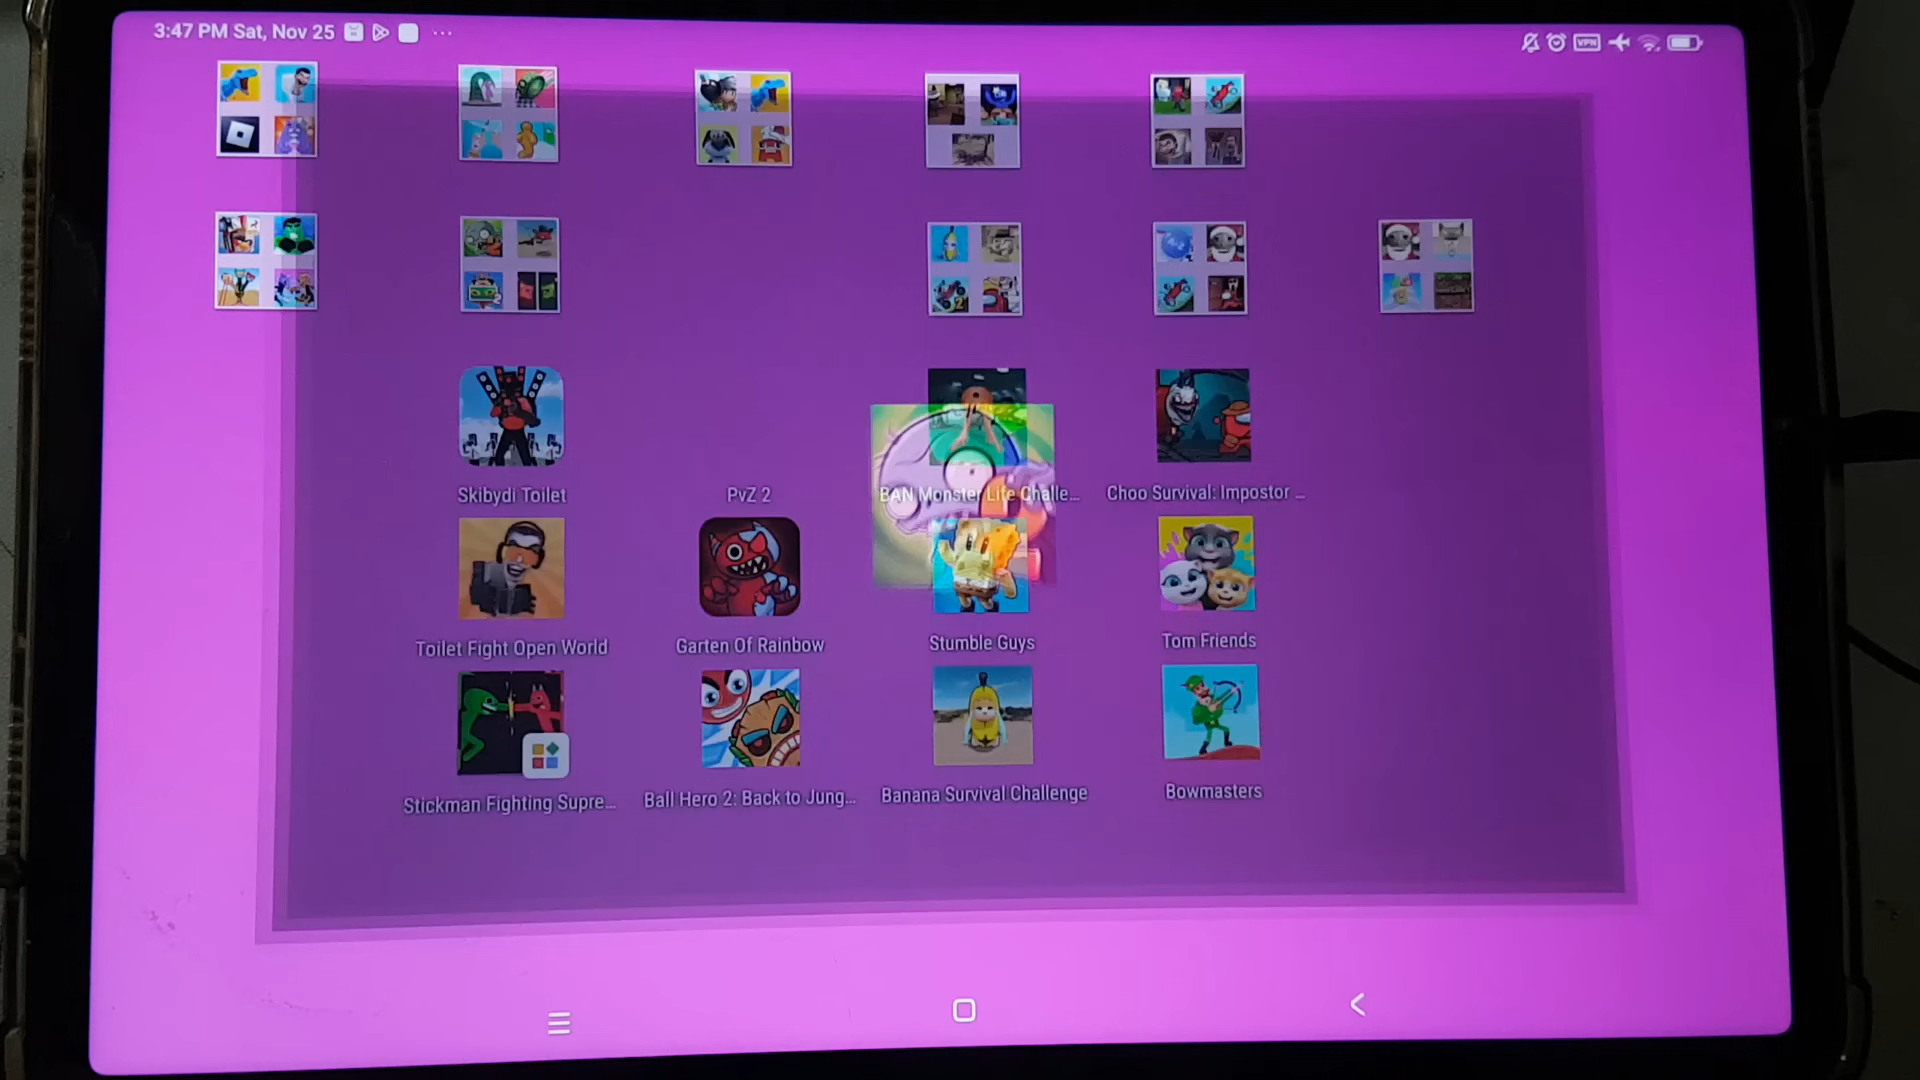 3:47 PM Sat, Nov 25
VPN
Skibydi Toilet
PvZ 2
BAN Monster Life Challe...
Choo Survival: Impostor ...
Toilet Fight Open World
Garten Of Rainbow
Stumble Guys
Tom Friends
Stickman Fighting Supre...
Ball Hero 2: Back to Jung...
Banana Survival Challenge
Bowmasters